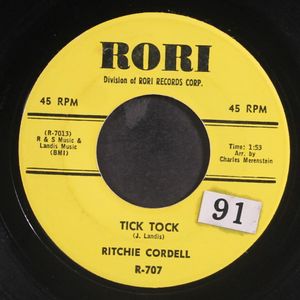 RORI
Division of RORI RECORDS CORP.
45 RPM
45 RPM
(R-7013)
R & S Music &
Landis Music
(BMI)
Time: 1:53
Arr. by
Charles Merenstein
91
TICK TOCK
(J. Landis)
RITCHIE CORDELL
R-707